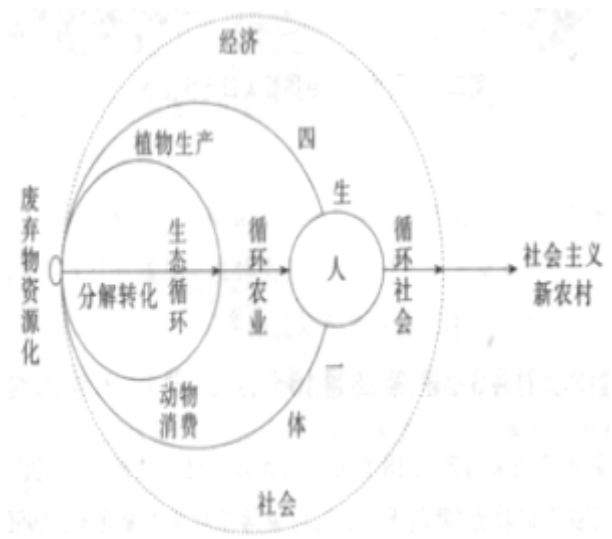 经济
植物生产
四
生
一
体
废弃物资源化
分解转化
生态循环
循环农业
人
循环社会
社会主义
新农村
动物
消费
社会